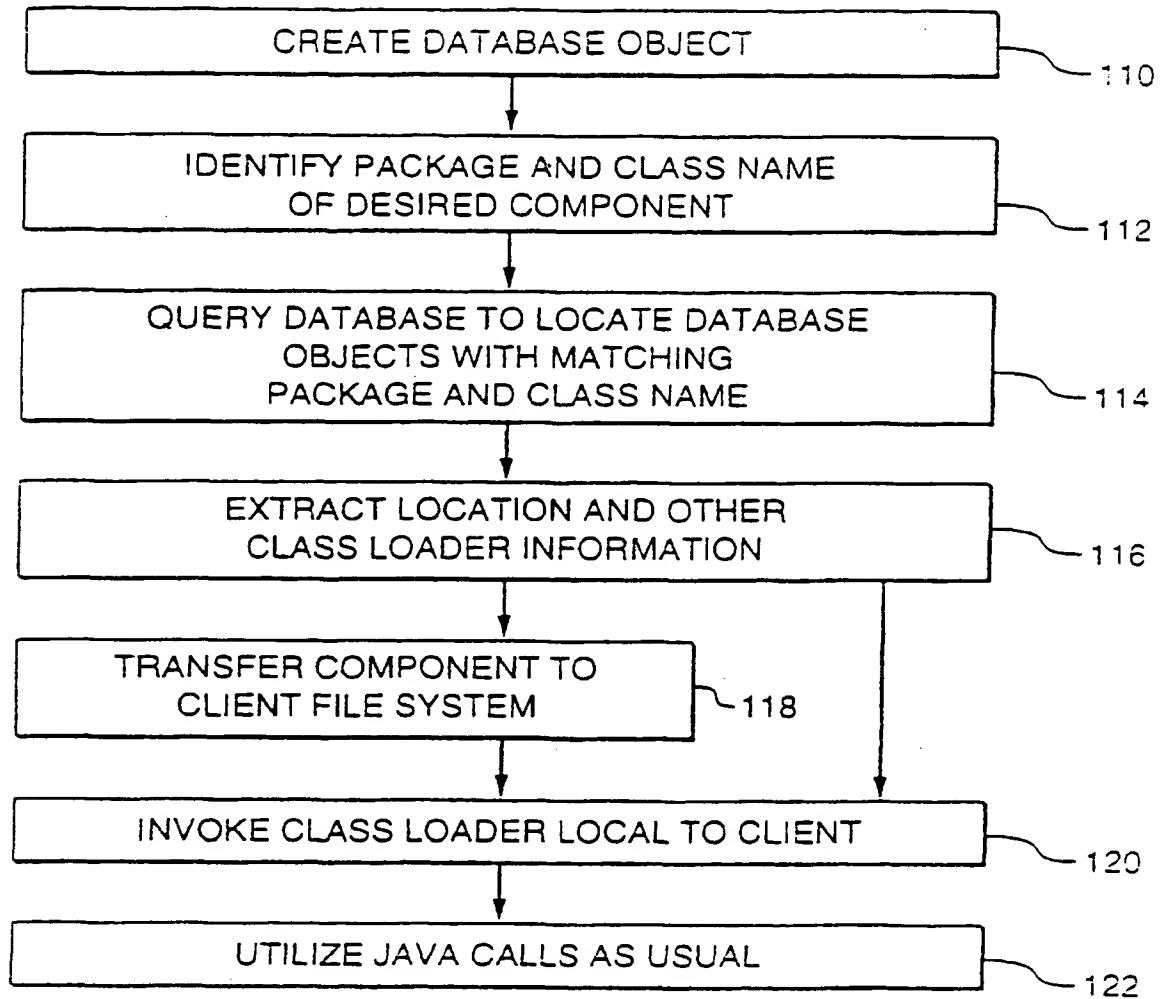 CREATE DATABASE OBJECT
110
IDENTIFY PACKAGE AND CLASS NAME
OF DESIRED COMPONENT
112
QUERY DATABASE TO LOCATE DATABASE
OBJECTS WITH MATCHING
PACKAGE AND CLASS NAME
114
EXTRACT LOCATION AND OTHER
CLASS LOADER INFORMATION
116
TRANSFER COMPONENT TO
CLIENT FILE SYSTEM
118
INVOKE CLASS LOADER LOCAL TO CLIENT
120
UTILIZE JAVA CALLS AS USUAL
122